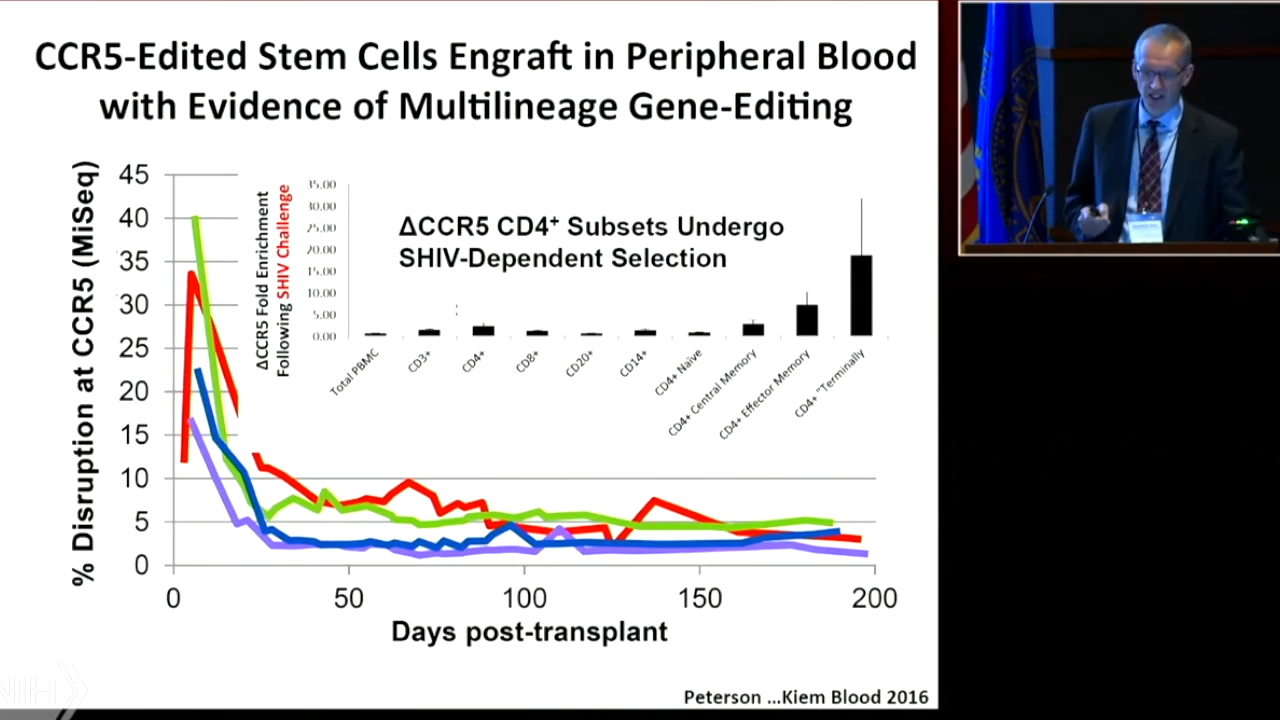 CCR5-Edited Stem Cells Engraft in Peripheral Blood
with Evidence of Multilineage Gene-Editing
% Disruption at CCR5 (MiSeq)
45
40
35
30
25
20
15
10
5
0
0
50
100
150
200
Days post-transplant
ΔCCR5 Fold Enrichment
Following SHIV Challenge
35.00
30.00
25.00
20.00
15.00
10.00
5.00
0.00
ΔCCR5 CD4⁺ Subsets Undergo
SHIV-Dependent Selection
Total PBMC
CD3+
CD4+
CD8+
CD20+
CD14+
CD4+ Naive
CD4+ Central Memory
CD4+ Effector Memory
CD4+ "Terminally
Peterson ...Kiem Blood 2016
NIH